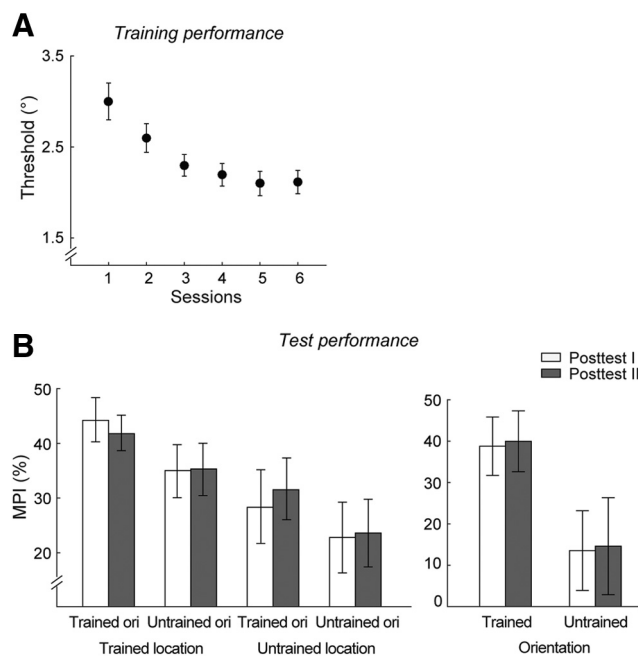 A
Training performance
3.5
2.5
1.5
Threshold (°)
1 2 3 4 5 6
Sessions
B
Test performance
Posttest I
Posttest II
50
40
30
20
MPI (%)
Trained ori Untrained ori Trained ori Untrained ori
Trained location Untrained location
50
40
30
20
10
0
Trained Untrained
Orientation